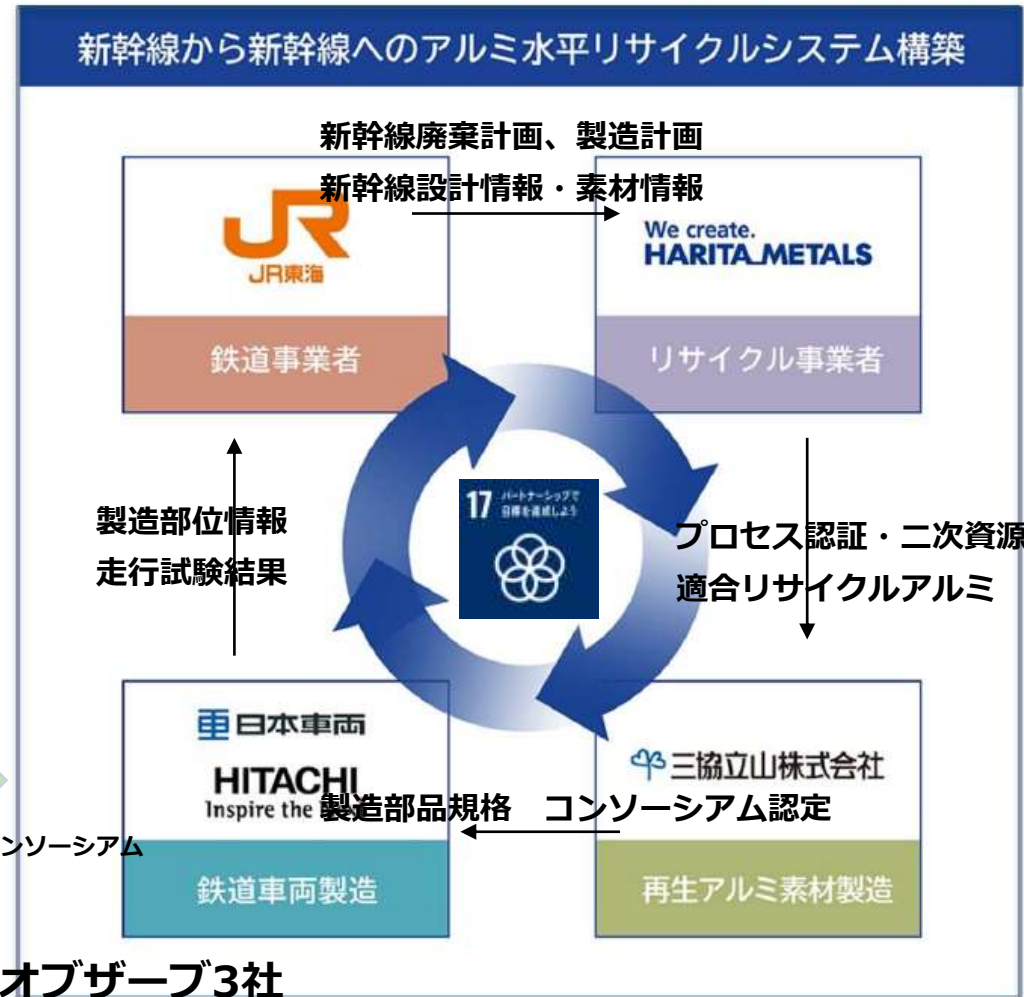 新幹線から新幹線へのアルミ水平リサイクルシステム構築
新幹線廃棄計画、製造計画
新幹線設計情報・素材情報
JR
JR東海
鉄道事業者
We create.
HARITA METALS
リサイクル事業者
17 パートナーシップで
目標を達成しよう
製造部位情報
走行試験結果
プロセス認証・二次資源
適合リサイクルアルミ
日本車両
HITACHI
Inspire the
鉄道車両製造
三協立山株式会社
製造部品規格 コンソーシアム認定
再生アルミ素材製造
ンソーシアム
オブザーブ3社